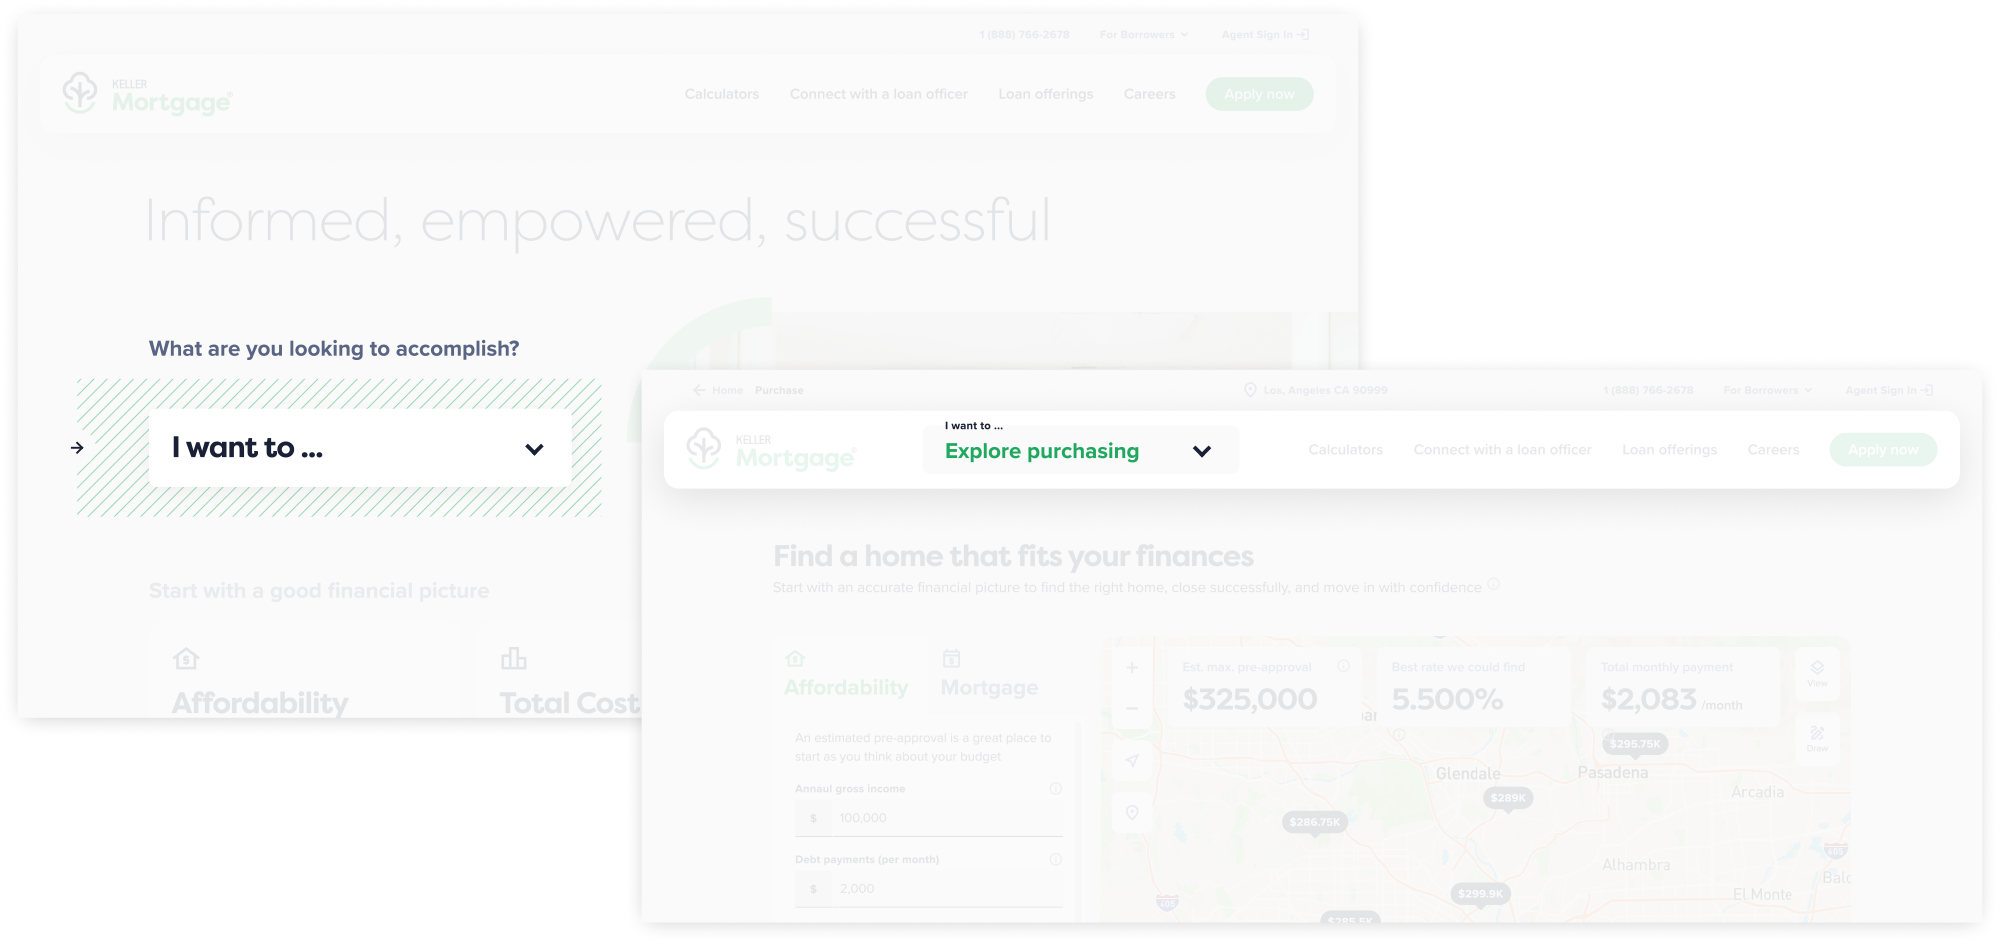 1 (888) 766-2678 For Borrowers Agent Sign In
KELLER
Mortgage®
Calculators Connect with a loan officer Loan offerings Careers Apply now
Informed, empowered, successful
What are you looking to accomplish?
I want to ...
Start with a good financial picture
Affordability
Total Cost
Home Purchase
Los, Angeles CA 90999
1 (888) 766-2678 For Borrowers Agent Sign In
KELLER
Mortgage®
I want to ...
Explore purchasing
Calculators Connect with a loan officer Loan offerings Careers Apply now
Find a home that fits your finances
Start with an accurate financial picture to find the right home, close successfully, and move in with confidence
Affordability
Mortgage
An estimated pre-approval is a great place to
start as you think about your budget
Annaul gross income
$ 100,000
Debt payments (per month)
$ 2,000
Est. max. pre-approval
$325,000
Best rate we could find
5.500%
Total monthly payment
$2,083 /month
View
Draw
$295.75K
Glendale
Pasadena
$289K
Arcadia
$286.75K
Alhambra
El Monte
$299.9K
$285.5K